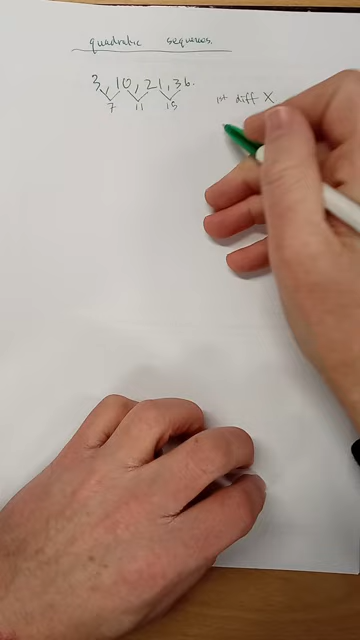 quadratic sequences.
3, 10, 21, 36.
7 11 15
1st diff X